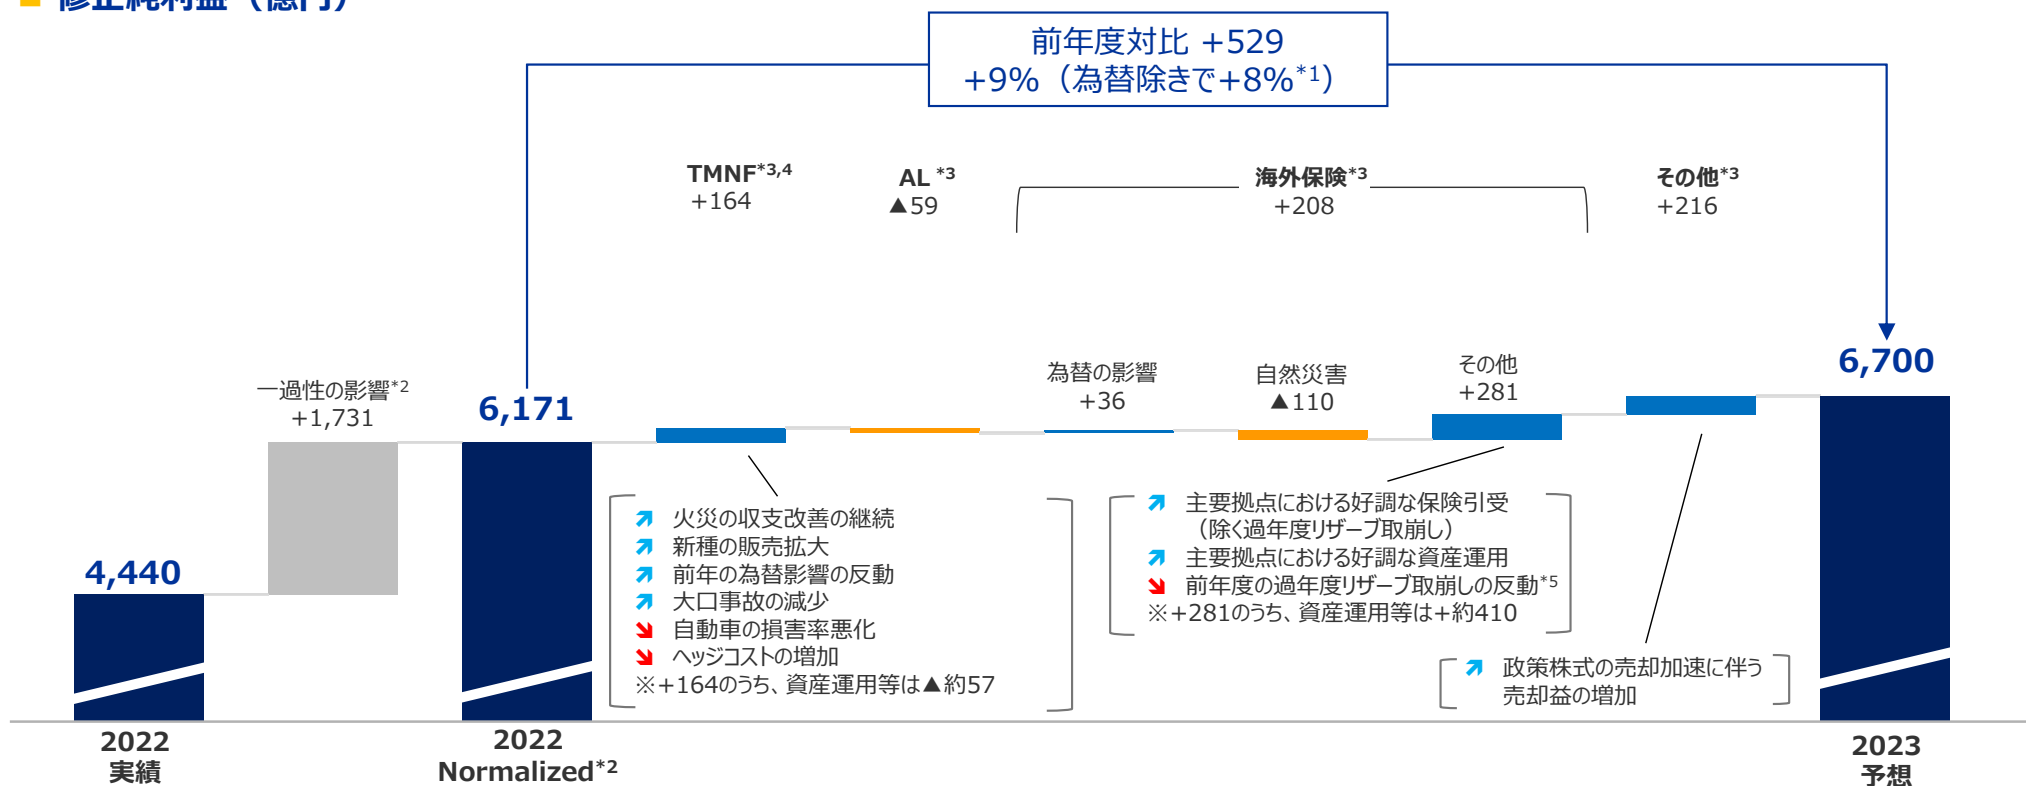 修正純利益（億円）
前年度対比 +529
+9%（為替除きで+8%*1）
TMNF*3,4
+164
AL *3
▲59
海外保険*3
+208
その他*3
+216
一過性の影響*2
+1,731
6,171
為替の影響
+36
自然災害
▲110
その他
+281
6,700
4,440
火災の収支改善の継続
新種の販売拡大
前年の為替影響の反動
大口事故の減少
自動車の損害率悪化
ヘッジコストの増加
※+164のうち、資産運用等は▲約57
主要拠点における好調な保険引受
（除く過年度リザーブ取崩し）
主要拠点における好調な資産運用
前年度の過年度リザーブ取崩しの反動*5
※+281のうち、資産運用等は+約410
政策株式の売却加速に伴う
売却益の増加
2022
実績
2022
Normalized*2
2023
予想